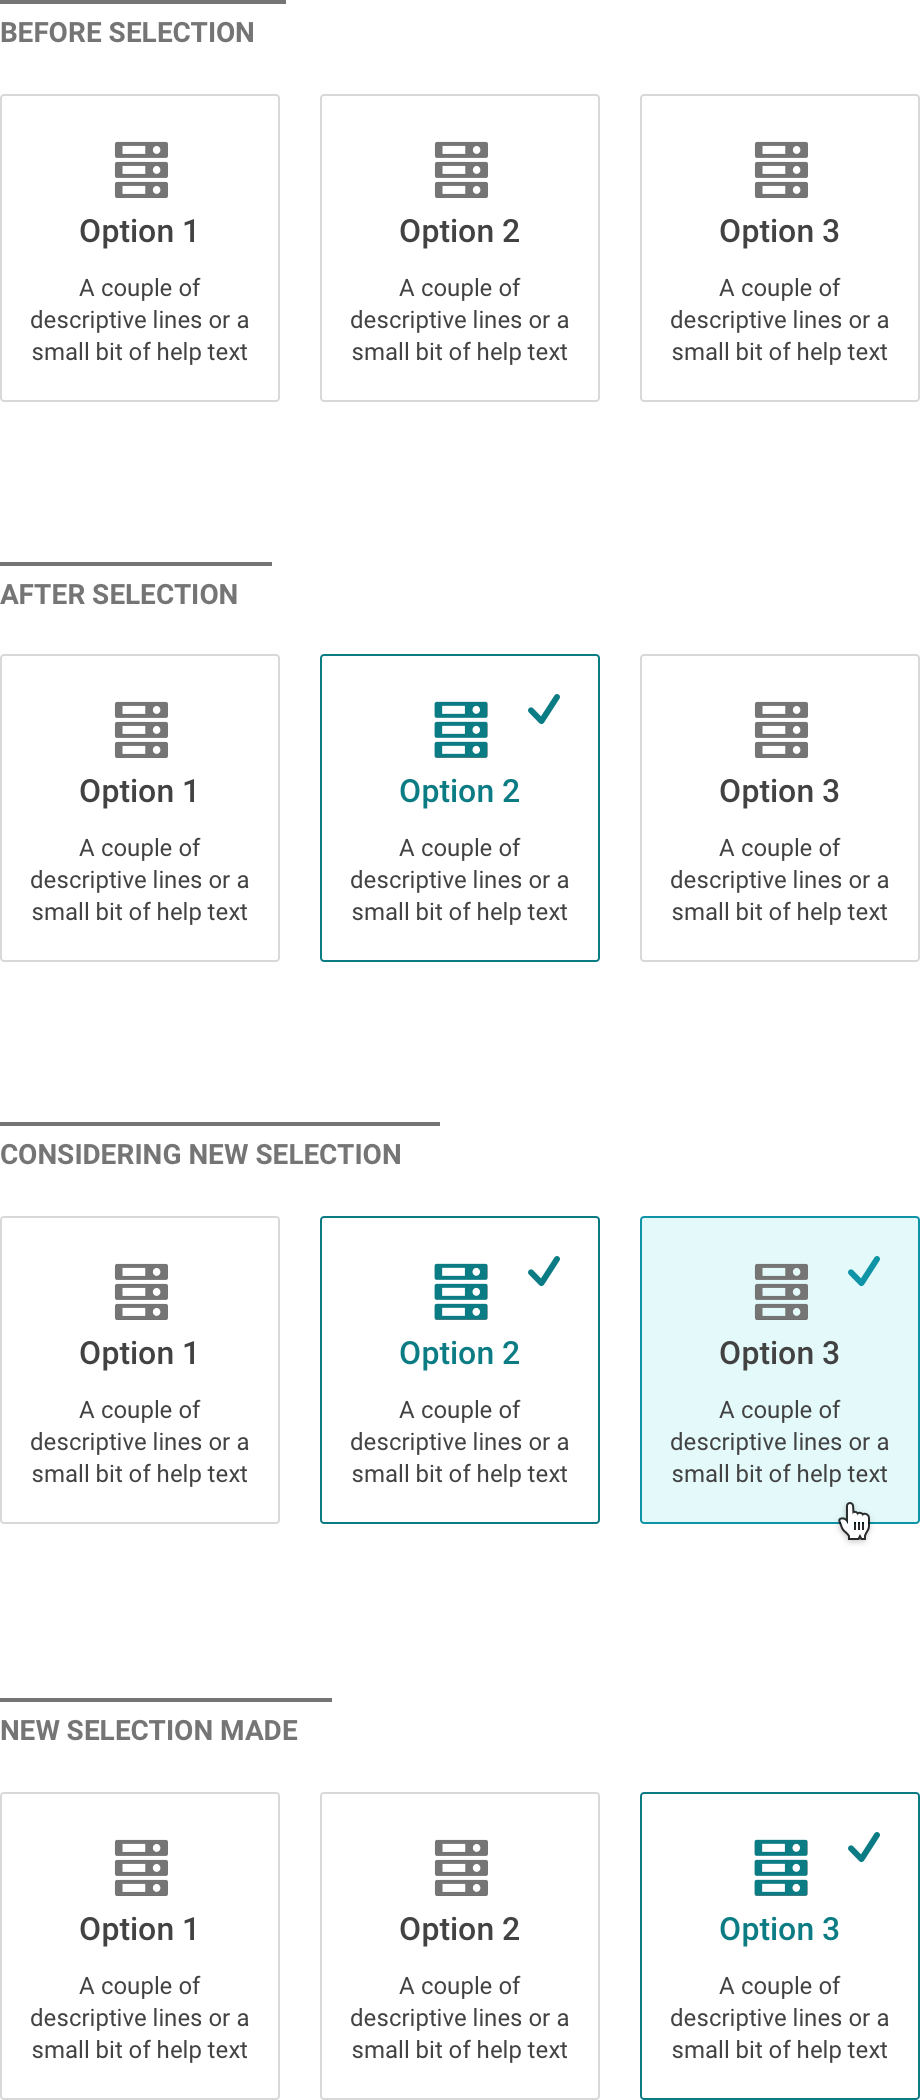 BEFORE SELECTION
Option 1
A couple of
descriptive lines or a
small bit of help text
Option 2
A couple of
descriptive lines or a
small bit of help text
Option 3
A couple of
descriptive lines or a
small bit of help text
AFTER SELECTION
Option 1
A couple of
descriptive lines or a
small bit of help text
Option 2
A couple of
descriptive lines or a
small bit of help text
Option 3
A couple of
descriptive lines or a
small bit of help text
CONSIDERING NEW SELECTION
Option 1
A couple of
descriptive lines or a
small bit of help text
Option 2
A couple of
descriptive lines or a
small bit of help text
Option 3
A couple of
descriptive lines or a
small bit of help text
NEW SELECTION MADE
Option 1
A couple of
descriptive lines or a
small bit of help text
Option 2
A couple of
descriptive lines or a
small bit of help text
Option 3
A couple of
descriptive lines or a
small bit of help text